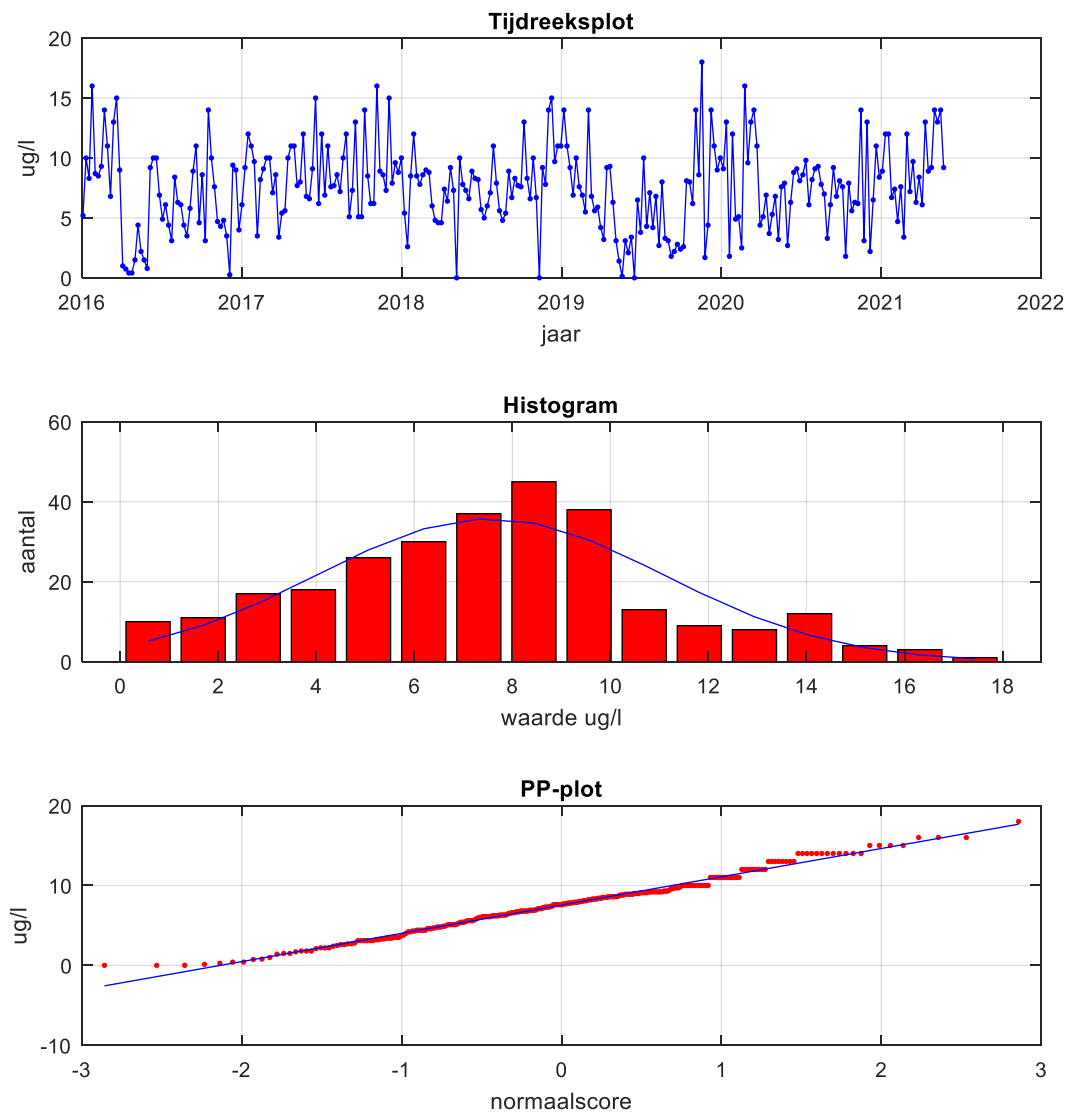 Tijdreeksplot
20
15
10
5
0
ug/l
2016 2017 2018 2019 2020 2021 2022
jaar
Histogram
60
40
20
0
aantal
0 2 4 6 8 10 12 14 16 18
waarde ug/l
PP-plot
20
10
0
-10
ug/l
-3 -2 -1 0 1 2 3
normaalscore